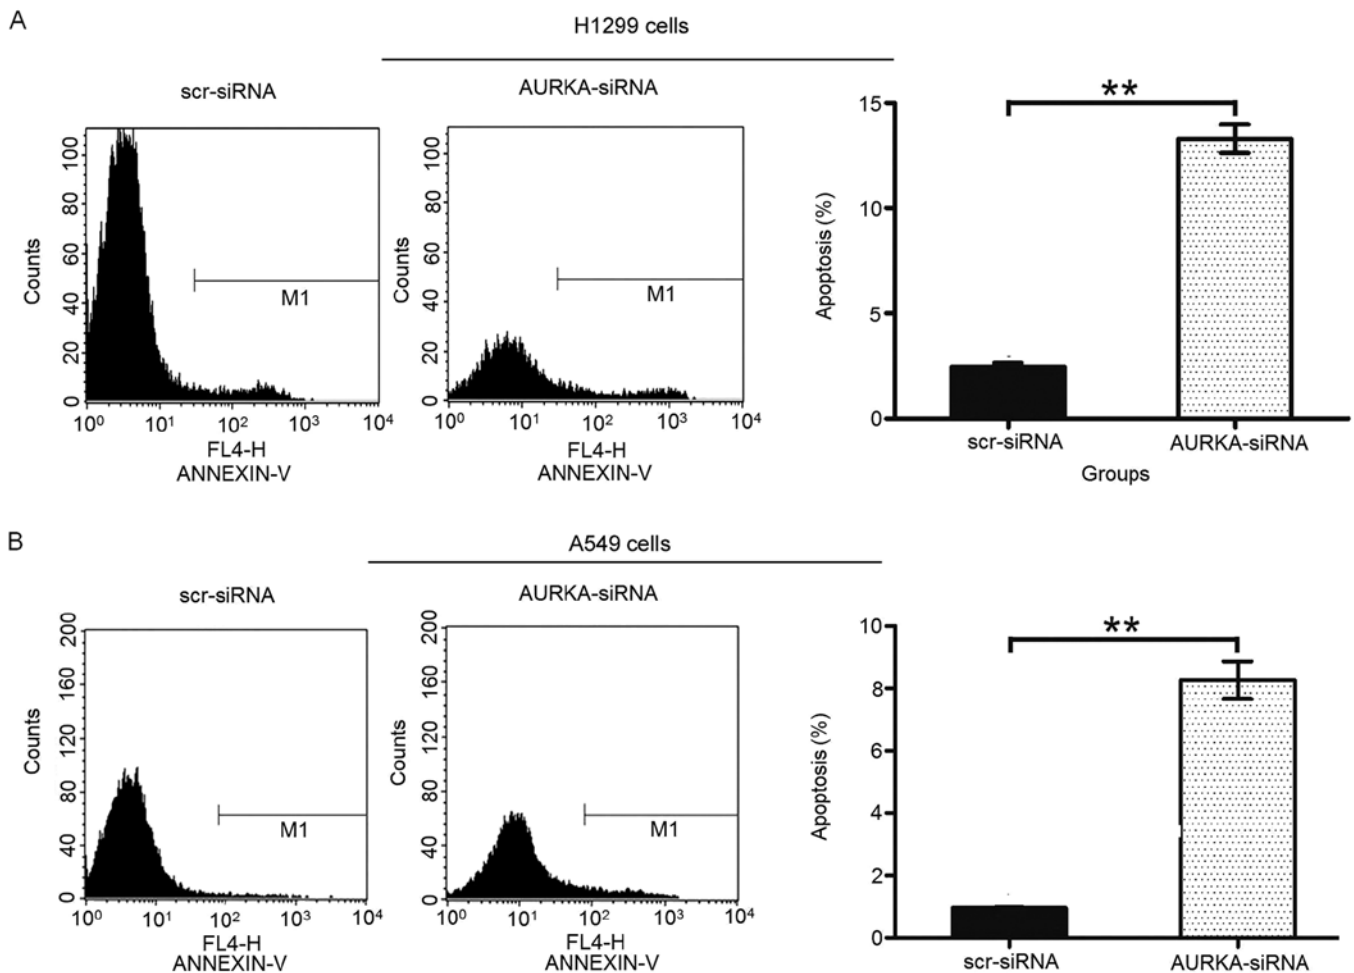 A
H1299 cells
scr-siRNA
AURKA-siRNA
Counts
0 20 40 60 80 100
M1
10⁰ 10¹ 10² 10³ 10⁴
FL4-H
ANNEXIN-V
Counts
0 20 40 60 80 100
M1
10⁰ 10¹ 10² 10³ 10⁴
FL4-H
ANNEXIN-V
**
Apoptosis (%)
15
10
5
0
scr-siRNA AURKA-siRNA
Groups
B
A549 cells
scr-siRNA
AURKA-siRNA
Counts
0 40 80 120 160 200
M1
10⁰ 10¹ 10² 10³ 10⁴
FL4-H
ANNEXIN-V
Counts
0 40 80 120 160 200
M1
10⁰ 10¹ 10² 10³ 10⁴
FL4-H
ANNEXIN-V
**
Apoptosis (%)
10
8
6
4
2
0
scr-siRNA AURKA-siRNA